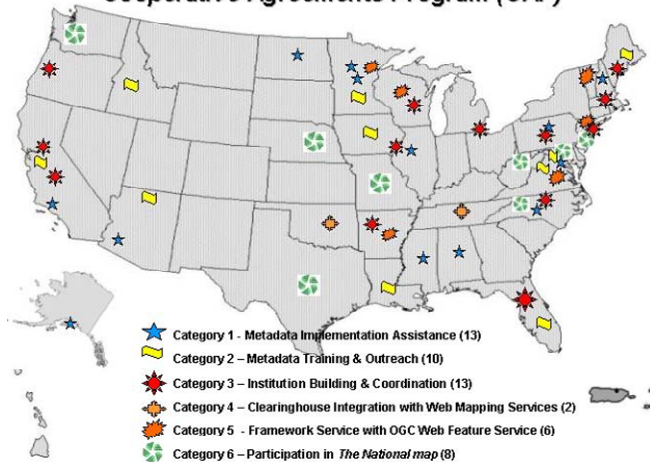 Cooperative Agreements Program (CAP)
Category 1 - Metadata Implementation Assistance (13)
Category 2 – Metadata Training & Outreach (10)
Category 3 – Institution Building & Coordination (13)
Category 4 – Clearinghouse Integration with Web Mapping Services (2)
Category 5 - Framework Service with OGC Web Feature Service (6)
Category 6 – Participation in The National map (8)